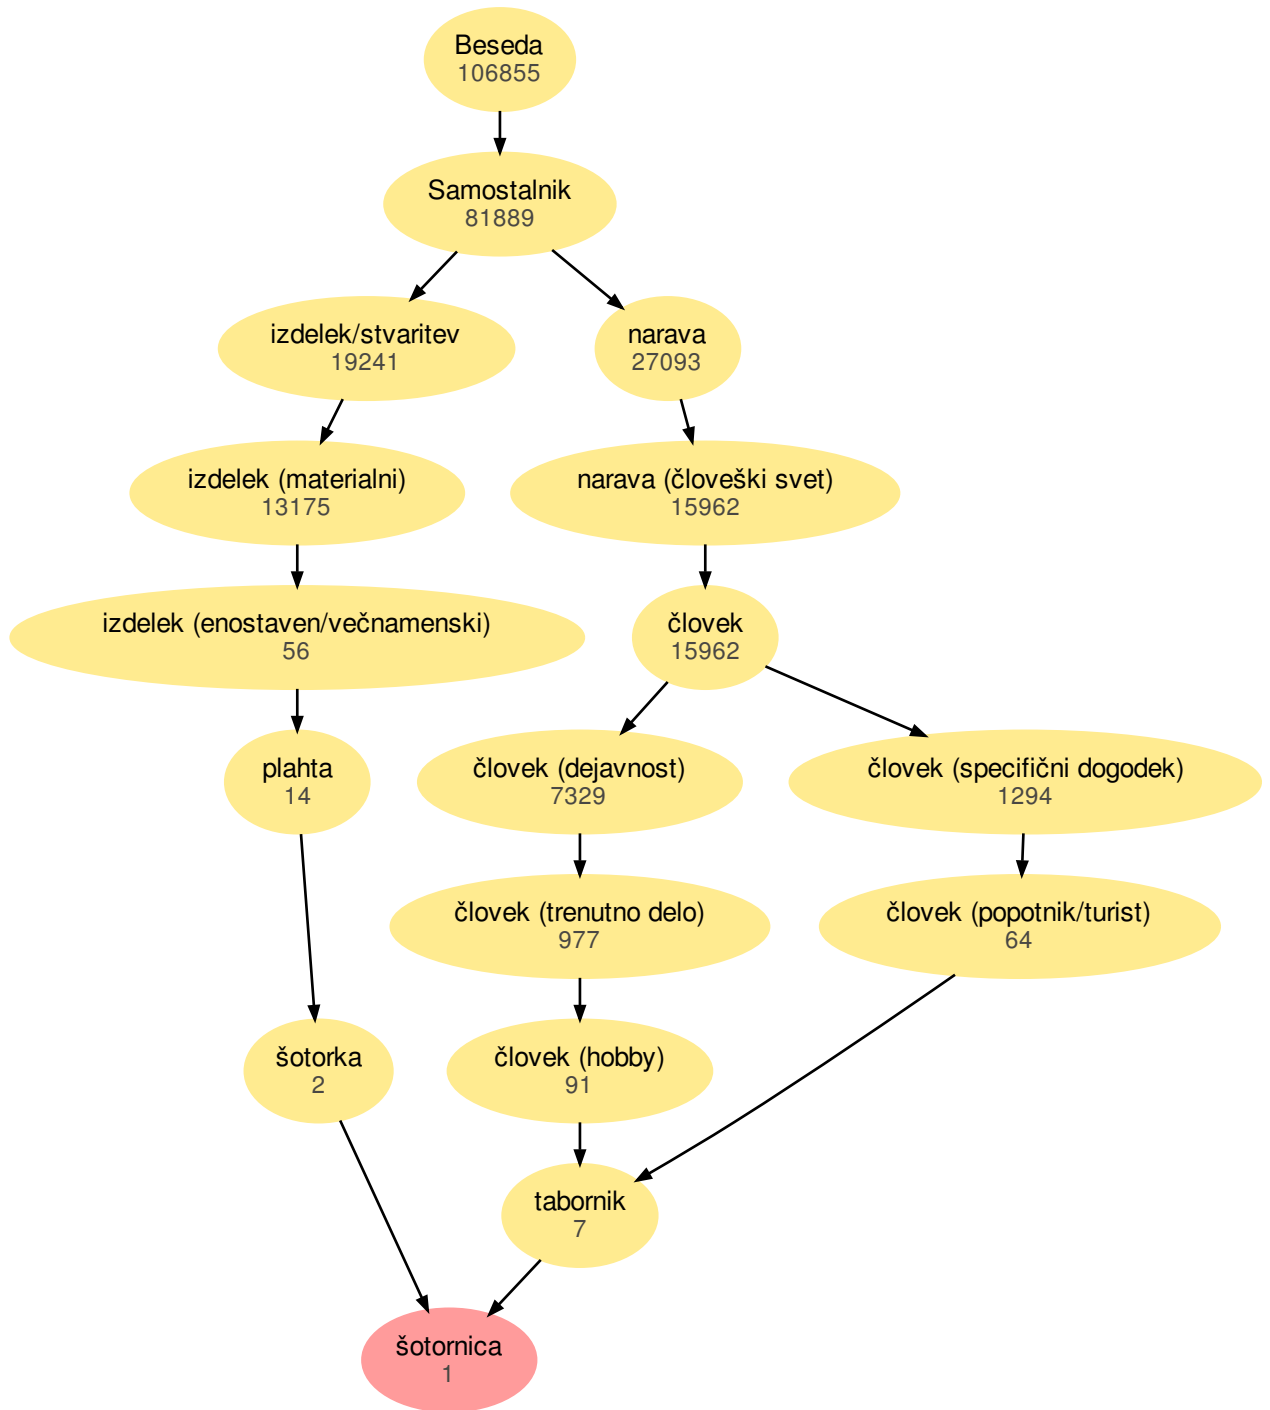 Beseda
106855
Samostalnik
81889
izdelek/stvaritev
19241
narava
27093
izdelek (materialni)
13175
narava (človeški svet)
15962
izdelek (enostaven/večnamenski)
56
človek
15962
plahta
14
človek (dejavnost)
7329
človek (specifični dogodek)
1294
človek (trenutno delo)
977
človek (popotnik/turist)
64
šotorka
2
človek (hobby)
91
tabornik
7
šotornica
1